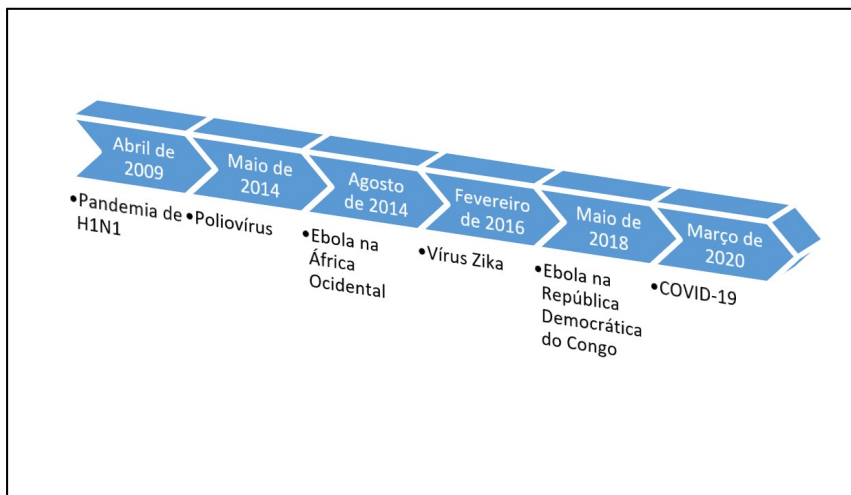 Abril de
2009
•Pandemia de
H1N1
Maio de
2014
•Poliovírus
Agosto
de 2014
•Ebola na
África
Ocidental
Fevereiro
de 2016
•Vírus Zika
Maio de
2018
•Ebola na
República
Democrática
do Congo
Março de
2020
•COVID-19